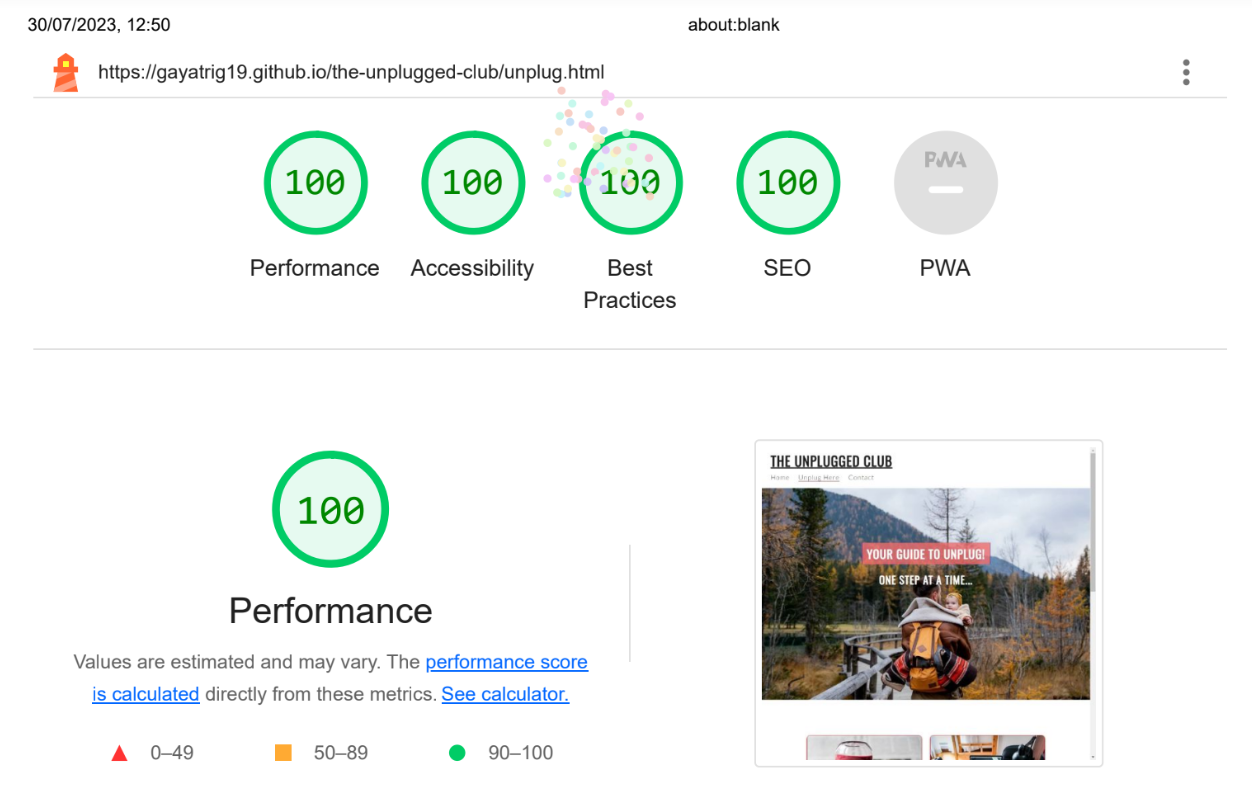 30/07/2023, 12:50 about:blank
https://gayatrig19.github.io/the-unplugged-club/unplug.html
100 100 100 100 PWA
Performance Accessibility Best Practices SEO PWA
100
Performance
Values are estimated and may vary. The performance score
is calculated directly from these metrics. See calculator.
0–49 50–89 90–100
THE UNPLUGGED CLUB
Home Unplug Here Contact
YOUR GUIDE TO UNPLUG!
ONE STEP AT A TIME...